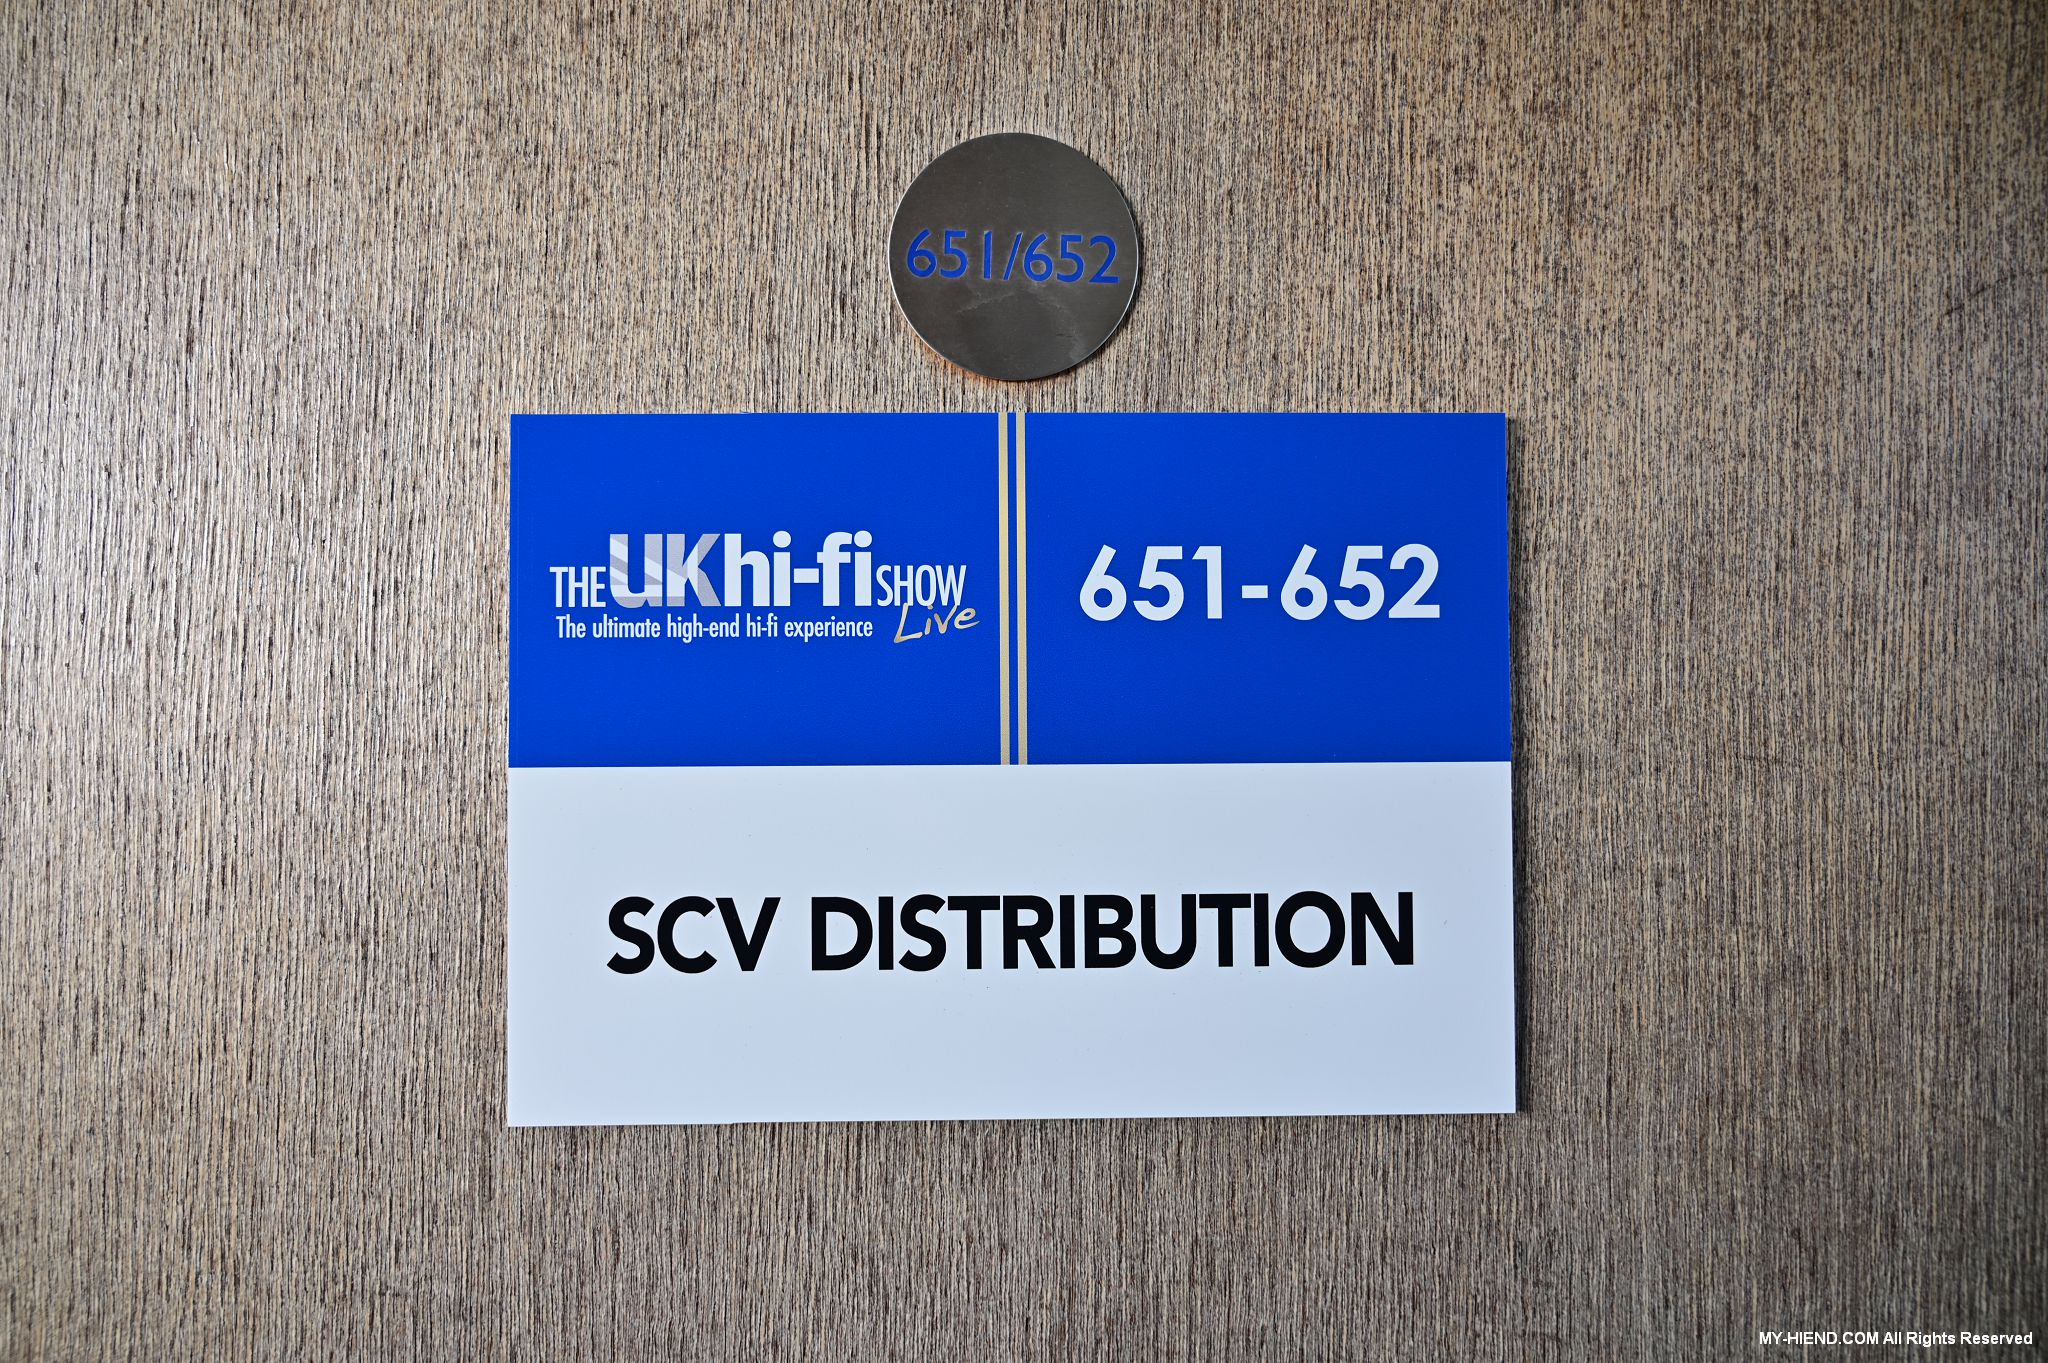 651/652
THE UK hi-fi SHOW Live
The ultimate high-end hi-fi experience
651-652
SCV DISTRIBUTION
MY-HIEND.COM All Rights Reserved